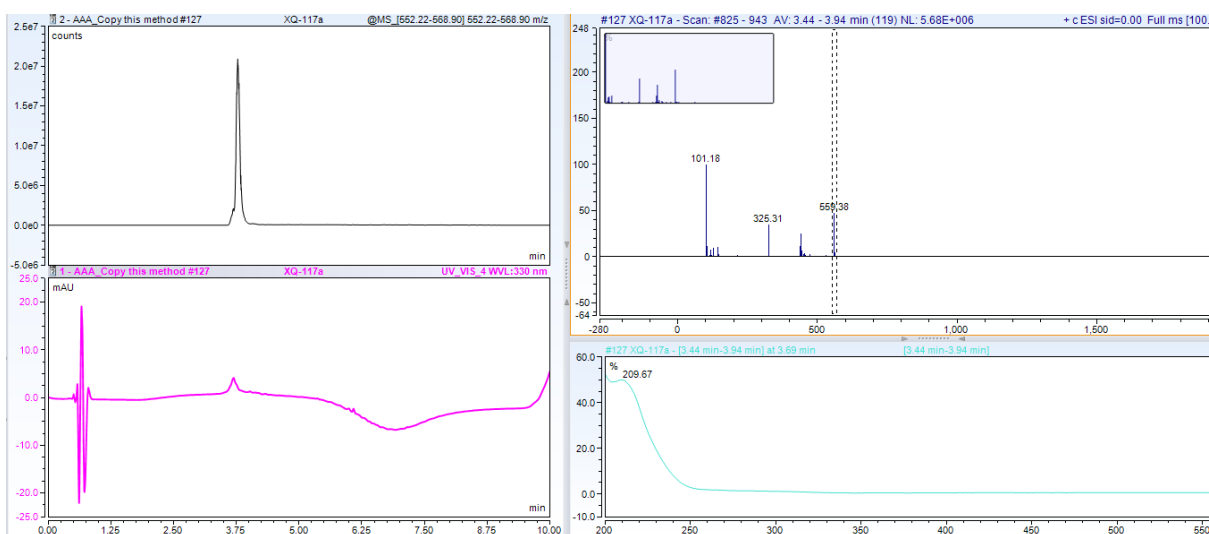 2 - AAA_Copy this method #127 XQ-117a @MS_[552.22-568.90] 552.22-568.90 m/z
counts
2.5e7
2.0e7
1.5e7
1.0e7
5.0e6
0.0e0
-5.0e6
min
1 - AAA_Copy this method #127 XQ-117a UV_VIS_4 WVL:330 nm
mAU
25.0
20.0
10.0
0.0
-10.0
-20.0
-25.0
min
0.00 1.25 2.50 3.75 5.00 6.25 7.50 8.75 10.00
#127 XQ-117a - Scan: #825 - 943 AV: 3.44 - 3.94 min (119) NL: 5.68E+006 + c ESI sid=0.00 Full ms [100.
248
%
200
150
100
50
0
-50
-64
101.18
325.31
559.38
-280 0 500 1,000 1,500
#127 XQ-117a - [3.44 min-3.94 min] at 3.69 min [3.44 min-3.94 min]
60.0
%
209.67
40.0
20.0
0.0
-10.0
200 250 300 350 400 450 500 550